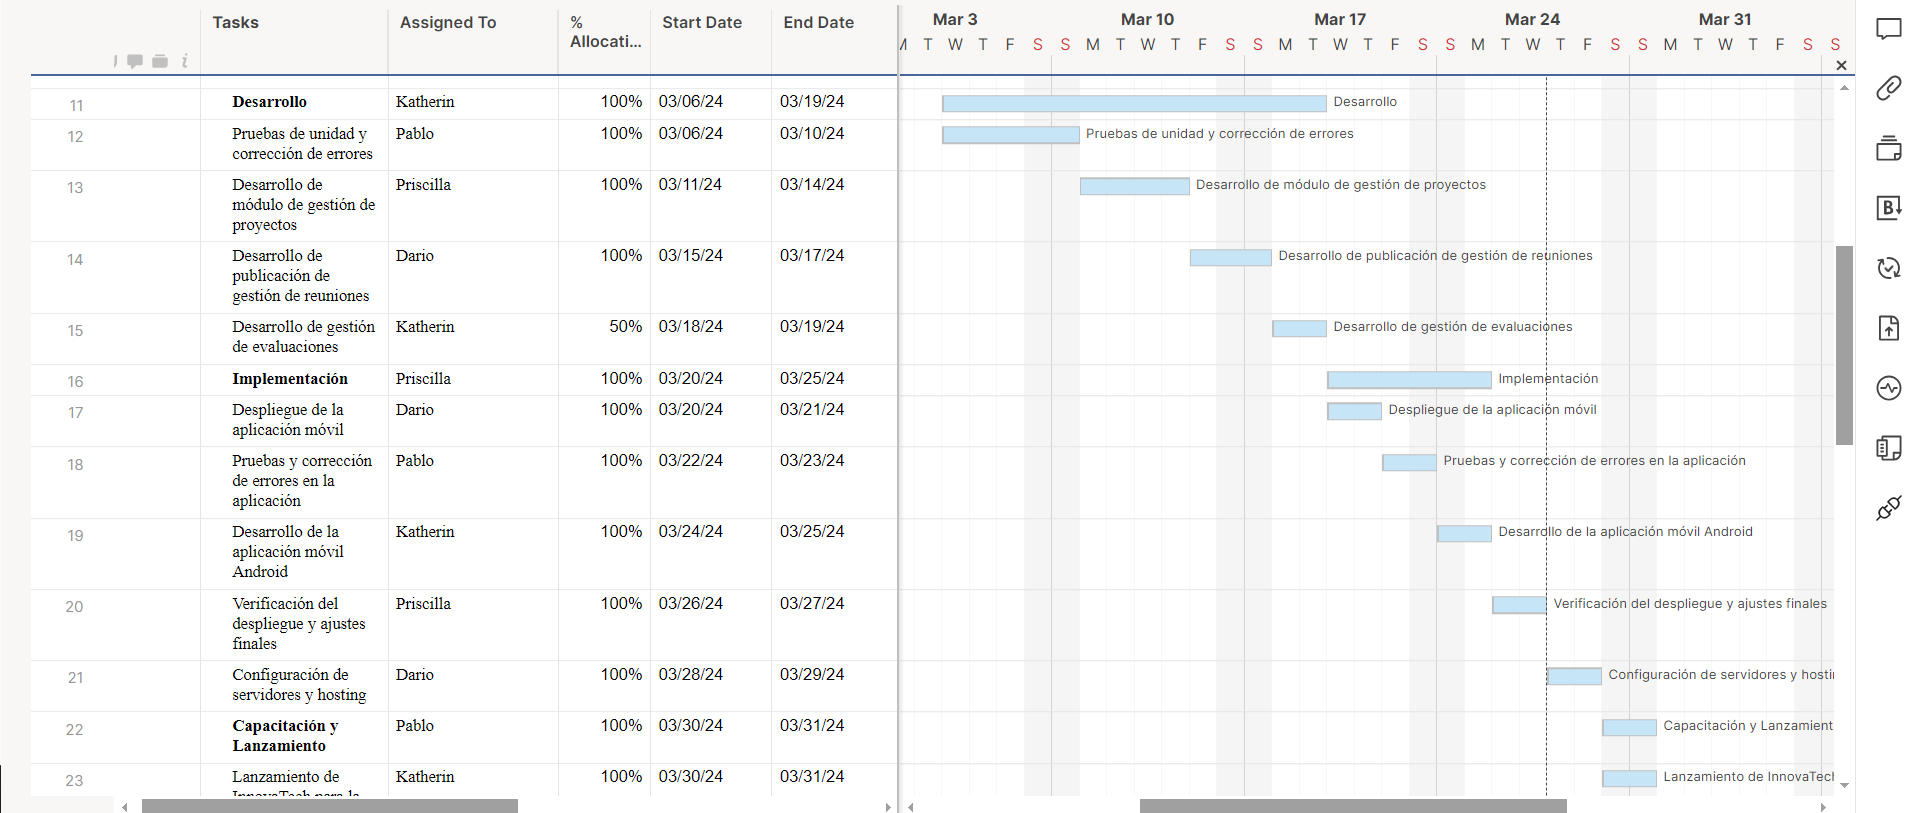 Tasks Assigned To % Start Date End Date Mar 3 Mar 10 Mar 17 Mar 24 Mar 31
Allocati...
T W T F S S M T W T F S S M T W T F S S M T W T F S S M T W T F S S
11 Desarrollo Katherin 100% 03/06/24 03/19/24 Desarrollo
12 Pruebas de unidad y Pablo 100% 03/06/24 03/10/24 Pruebas de unidad y corrección de errores
corrección de errores
13 Desarrollo de Priscilla 100% 03/11/24 03/14/24 Desarrollo de módulo de gestión de proyectos
módulo de gestión de
proyectos
14 Desarrollo de Dario 100% 03/15/24 03/17/24 Desarrollo de publicación de gestión de reuniones
publicación de
gestión de reuniones
15 Desarrollo de gestión Katherin 50% 03/18/24 03/19/24 Desarrollo de gestión de evaluaciones
de evaluaciones
16 Implementación Priscilla 100% 03/20/24 03/25/24 Implementación
17 Despliegue de la Dario 100% 03/20/24 03/21/24 Despliegue de la aplicación móvil
aplicación móvil
18 Pruebas y corrección Pablo 100% 03/22/24 03/23/24 Pruebas y corrección de errores en la aplicación
de errores en la
aplicación
19 Desarrollo de la Katherin 100% 03/24/24 03/25/24 Desarrollo de la aplicación móvil Android
aplicación móvil
Android
20 Verificación del Priscilla 100% 03/26/24 03/27/24 Verificación del despliegue y ajustes finales
despliegue y ajustes
finales
21 Configuración de Dario 100% 03/28/24 03/29/24 Configuración de servidores y hosti
servidores y hosting
22 Capacitación y Pablo 100% 03/30/24 03/31/24 Capacitación y Lanzamient
Lanzamiento
23 Lanzamiento de Katherin 100% 03/30/24 03/31/24 Lanzamiento de InnovaTecl
InnovaTech para la